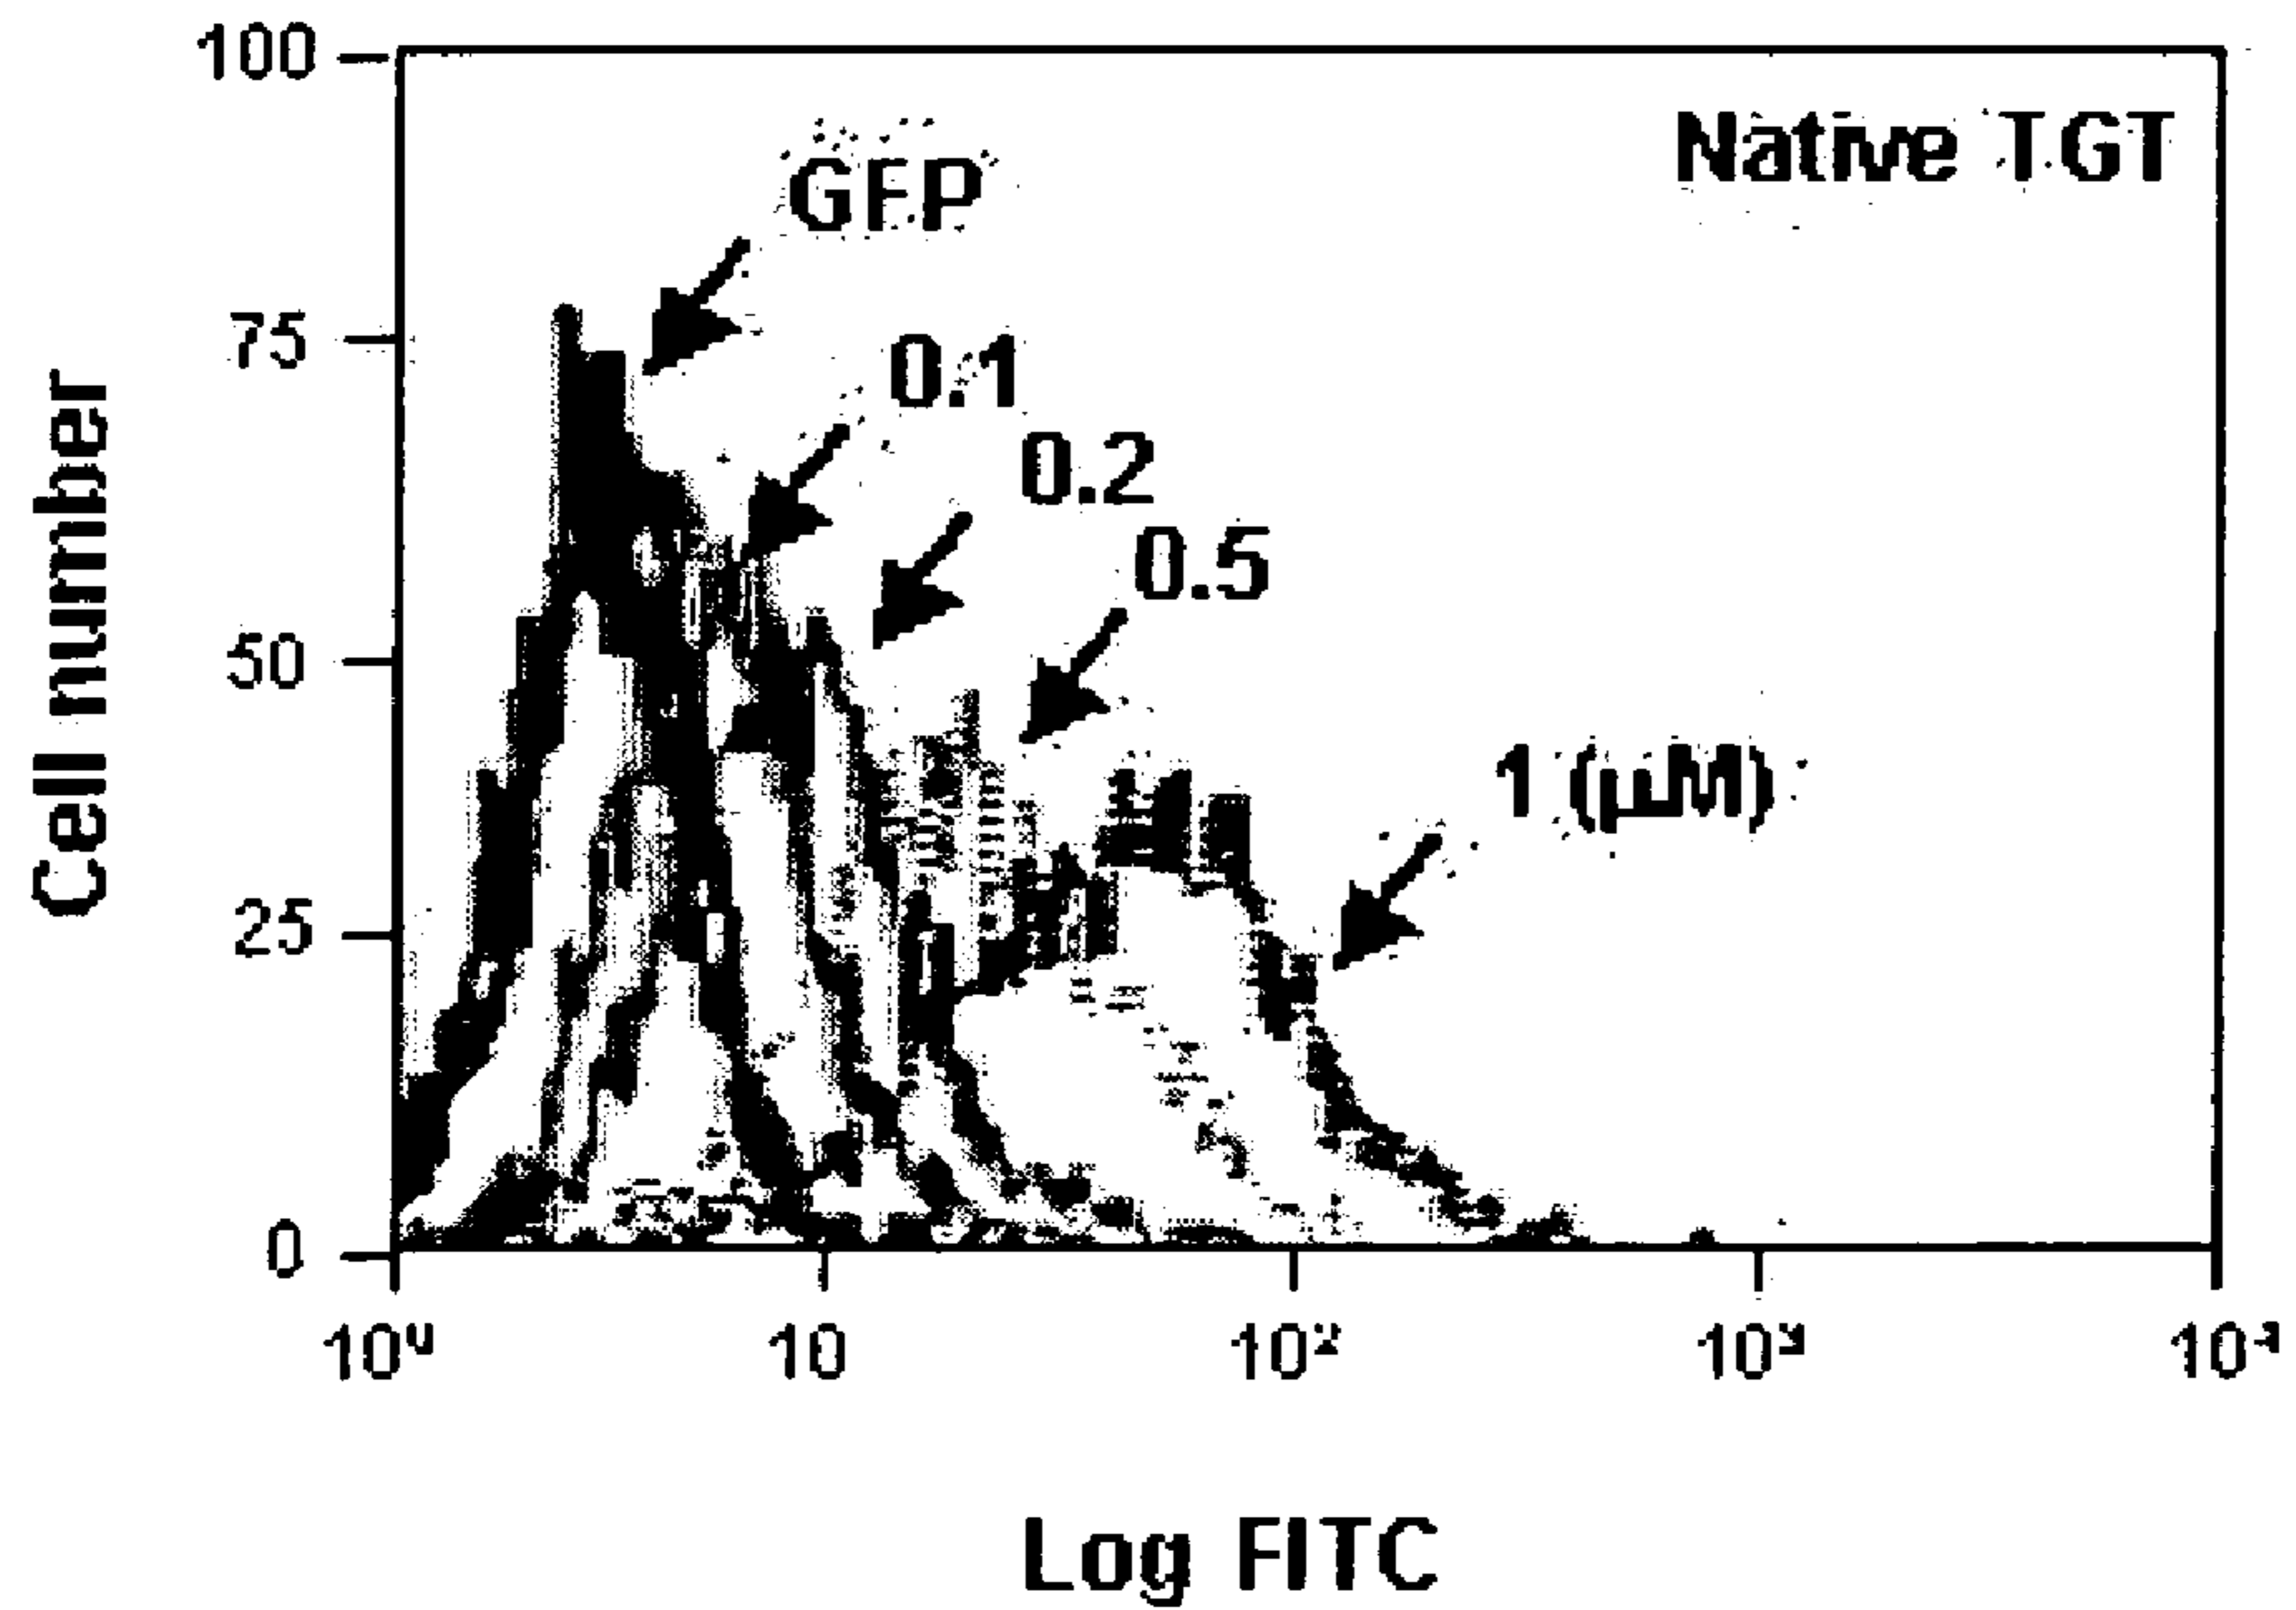 100
Native TGT
GFP
75
0.1
0.2
0.5
50
1 (µM)
25
0
10⁰ 10 10² 10³ 10⁴
Cell number
Log FITC